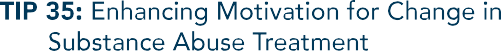 TIP 35: Enhancing Motivation for Change in
Substance Abuse Treatment